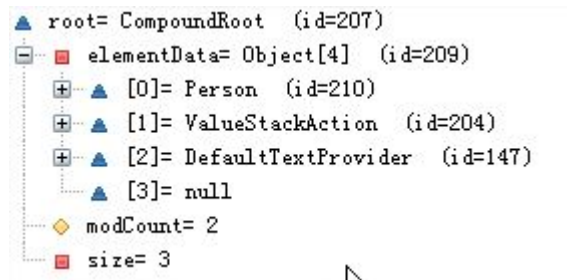 root= CompoundRoot (id=207)
elementData= Object[4] (id=209)
[0]= Person (id=210)
[1]= ValueStackAction (id=204)
[2]= DefaultTextProvider (id=147)
[3]= null
modCount= 2
size= 3